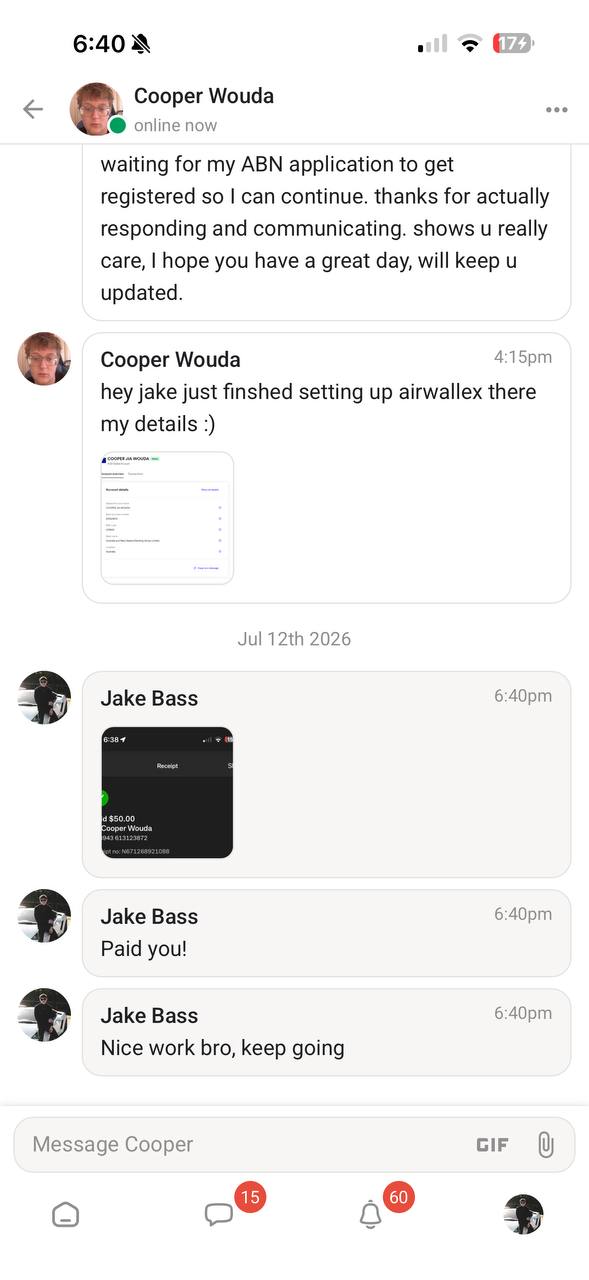 6:40
17
Cooper Wouda
online now
waiting for my ABN application to get
registered so I can continue. thanks for actually
responding and communicating. shows u really
care, I hope you have a great day, will keep u
updated.
Cooper Wouda
4:15pm
hey jake just finshed setting up airwallex there
my details :)
COOPER JIA WOUDA
Account details
Jul 12th 2026
Jake Bass
6:40pm
6:38
Receipt
d $50.00
Cooper Wouda
943 613123872
ipt no: N671268921088
Jake Bass
6:40pm
Paid you!
Jake Bass
6:40pm
Nice work bro, keep going
Message Cooper
GIF
15
60